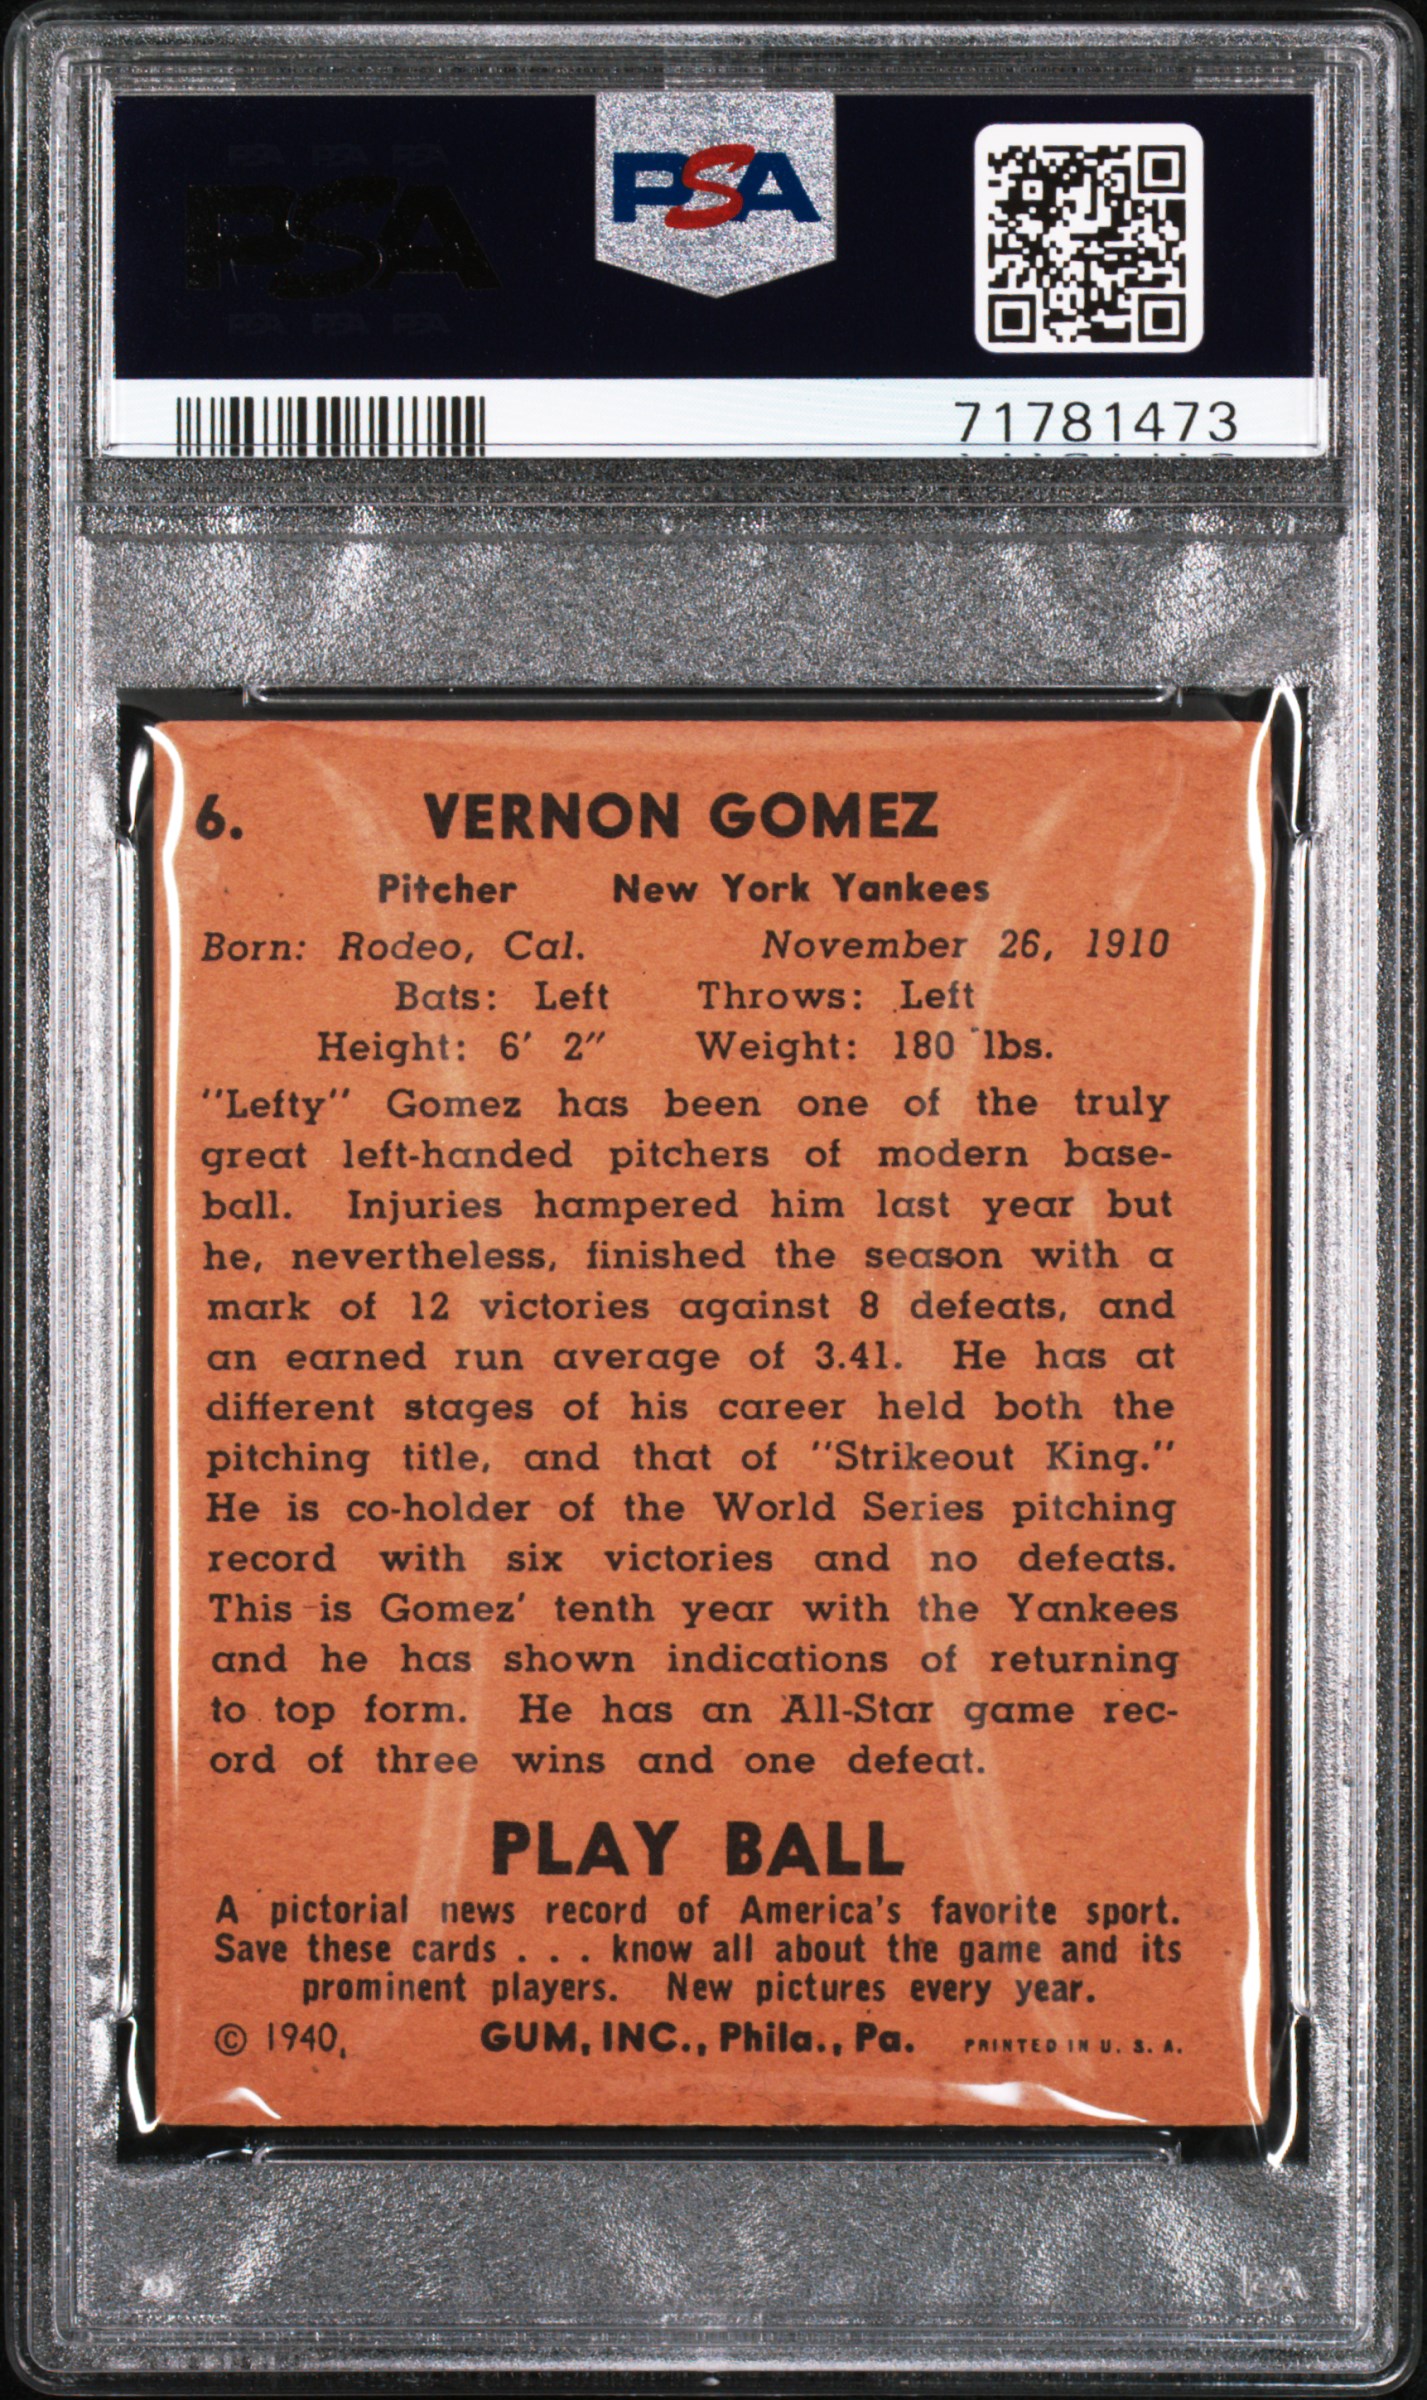 PSA PSA PSA
PSA
PSA PSA PSA
PSA
71781473
6. VERNON GOMEZ
Pitcher New York Yankees
Born: Rodeo, Cal. November 26, 1910
Bats: Left Throws: Left
Height: 6' 2" Weight: 180 lbs.
"Lefty" Gomez has been one of the truly
great left-handed pitchers of modern base-
ball. Injuries hampered him last year but
he, nevertheless, finished the season with a
mark of 12 victories against 8 defeats, and
an earned run average of 3.41. He has at
different stages of his career held both the
pitching title, and that of "Strikeout King."
He is co-holder of the World Series pitching
record with six victories and no defeats.
This is Gomez' tenth year with the Yankees
and he has shown indications of returning
to top form. He has an All-Star game rec-
ord of three wins and one defeat.
PLAY BALL
A pictorial news record of America's favorite sport.
Save these cards . . . know all about the game and its
prominent players. New pictures every year.
© 1940, GUM, INC., Phila., Pa. PRINTED IN U. S. A.
PSA